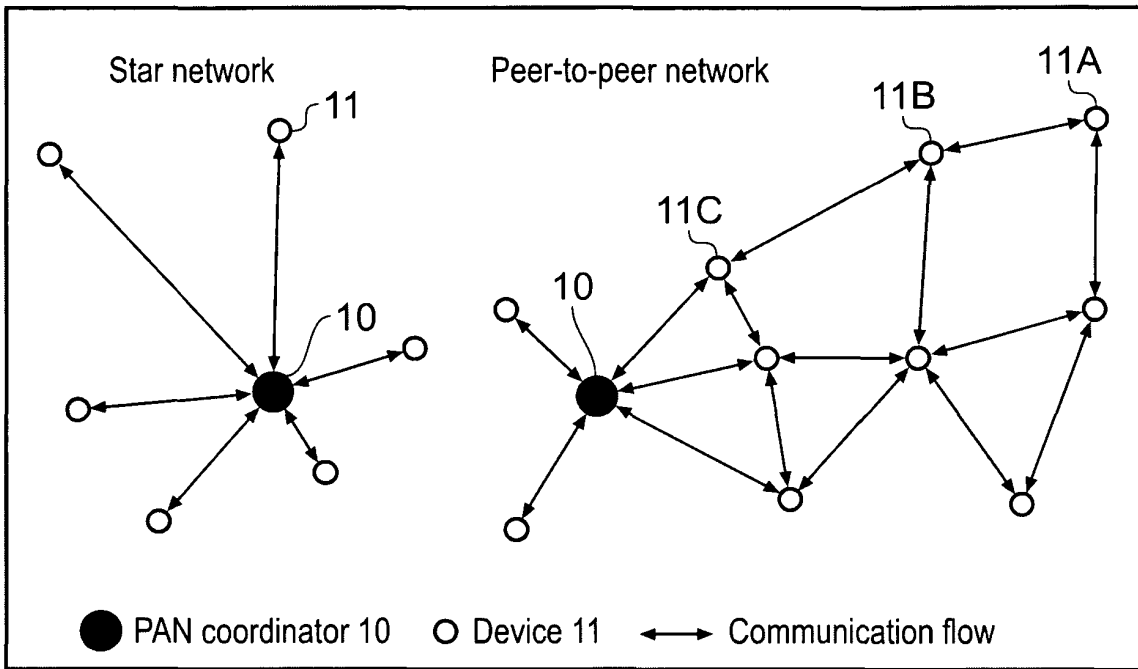 Star network
Peer-to-peer network
11A
11
11B
11C
10
10
PAN coordinator 10
Device 11
Communication flow